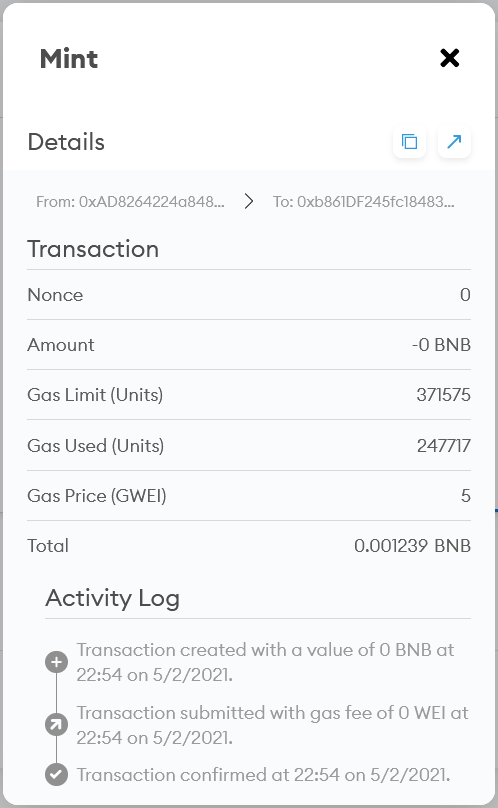 Mint
Details
From: 0xAD8264224a848...
To: 0xb861DF245fc18483...
Transaction
Nonce 0
Amount -0 BNB
Gas Limit (Units) 371575
Gas Used (Units) 247717
Gas Price (GWEI) 5
Total 0.001239 BNB
Activity Log
Transaction created with a value of 0 BNB at
22:54 on 5/2/2021.
Transaction submitted with gas fee of 0 WEI at
22:54 on 5/2/2021.
Transaction confirmed at 22:54 on 5/2/2021.